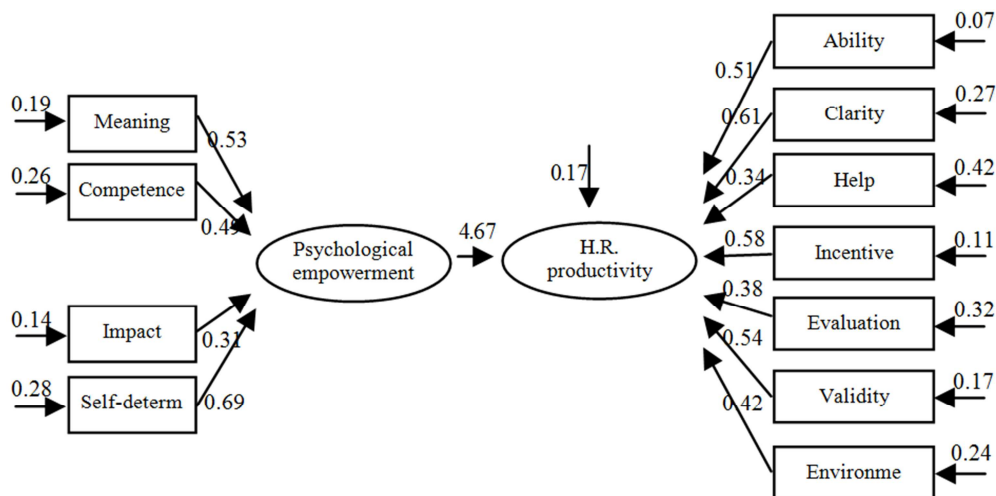 0.19
Meaning
0.53
0.26
Competence
0.49
Psychological
empowerment
4.67
0.14
Impact
0.31
0.28
Self-determ
0.69
0.17
H.R.
productivity
0.51
Ability
0.07
0.61
Clarity
0.27
0.34
Help
0.42
0.58
Incentive
0.11
0.38
Evaluation
0.32
0.54
Validity
0.17
0.42
Environme
0.24